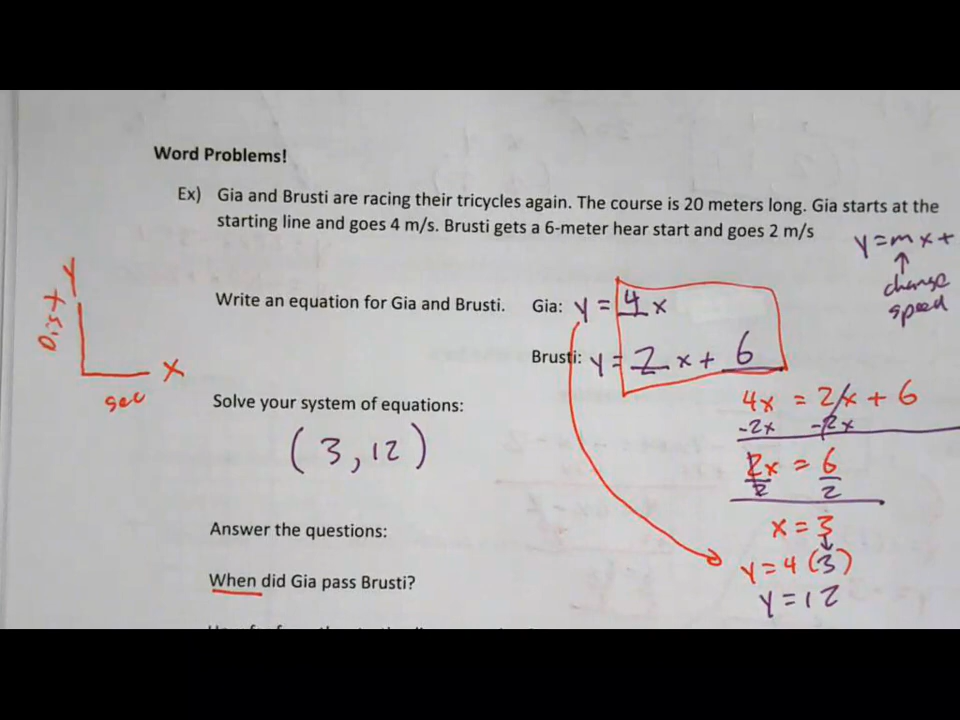 Word Problems!
Ex) Gia and Brusti are racing their tricycles again. The course is 20 meters long. Gia starts at the
starting line and goes 4 m/s. Brusti gets a 6-meter hear start and goes 2 m/s
y = mx +
change
speed
Write an equation for Gia and Brusti.
Gia: y = 4 x
Brusti: y = 2 x + 6
y
Dist
x
sec
Solve your system of equations:
(3, 12)
4x = 2x + 6
-2x -2x
2x = 6
2 2
x = 3
y = 4 (3)
y = 12
Answer the questions:
When did Gia pass Brusti?